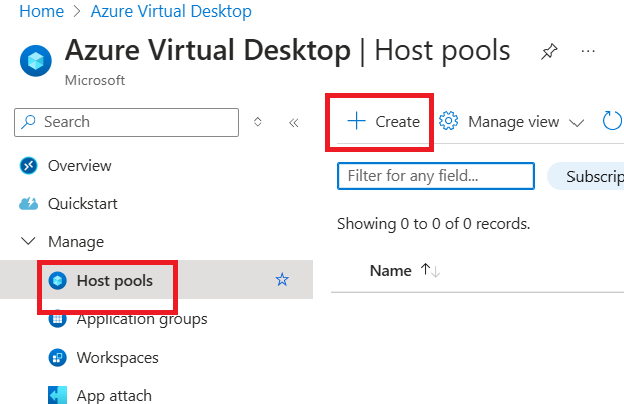 Home > Azure Virtual Desktop
Azure Virtual Desktop | Host pools
Microsoft
Search
Create
Manage view
Filter for any field...
Subscrip
Showing 0 to 0 of 0 records.
Name
Overview
Quickstart
Manage
Host pools
Application groups
Workspaces
App attach